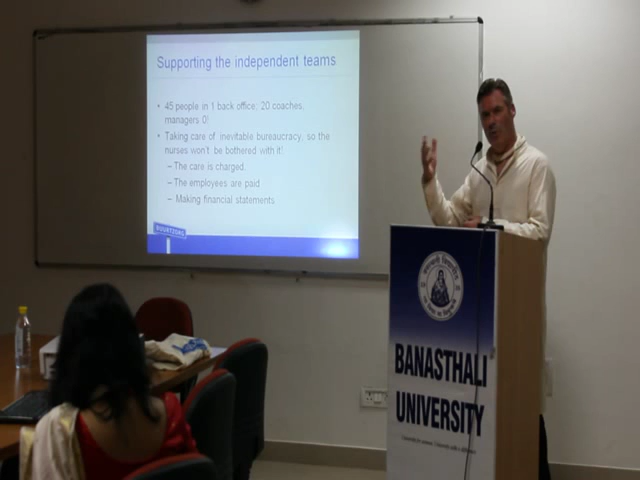 Supporting the independent teams
• 45 people in 1 back office; 20 coaches,
managers 0!
• Taking care of inevitable bureaucracy, so the
nurses won't be bothered with it!
– The care is charged.
– The employees are paid
– Making financial statements.
BUURTZORG
BANASTHALI
UNIVERSITY